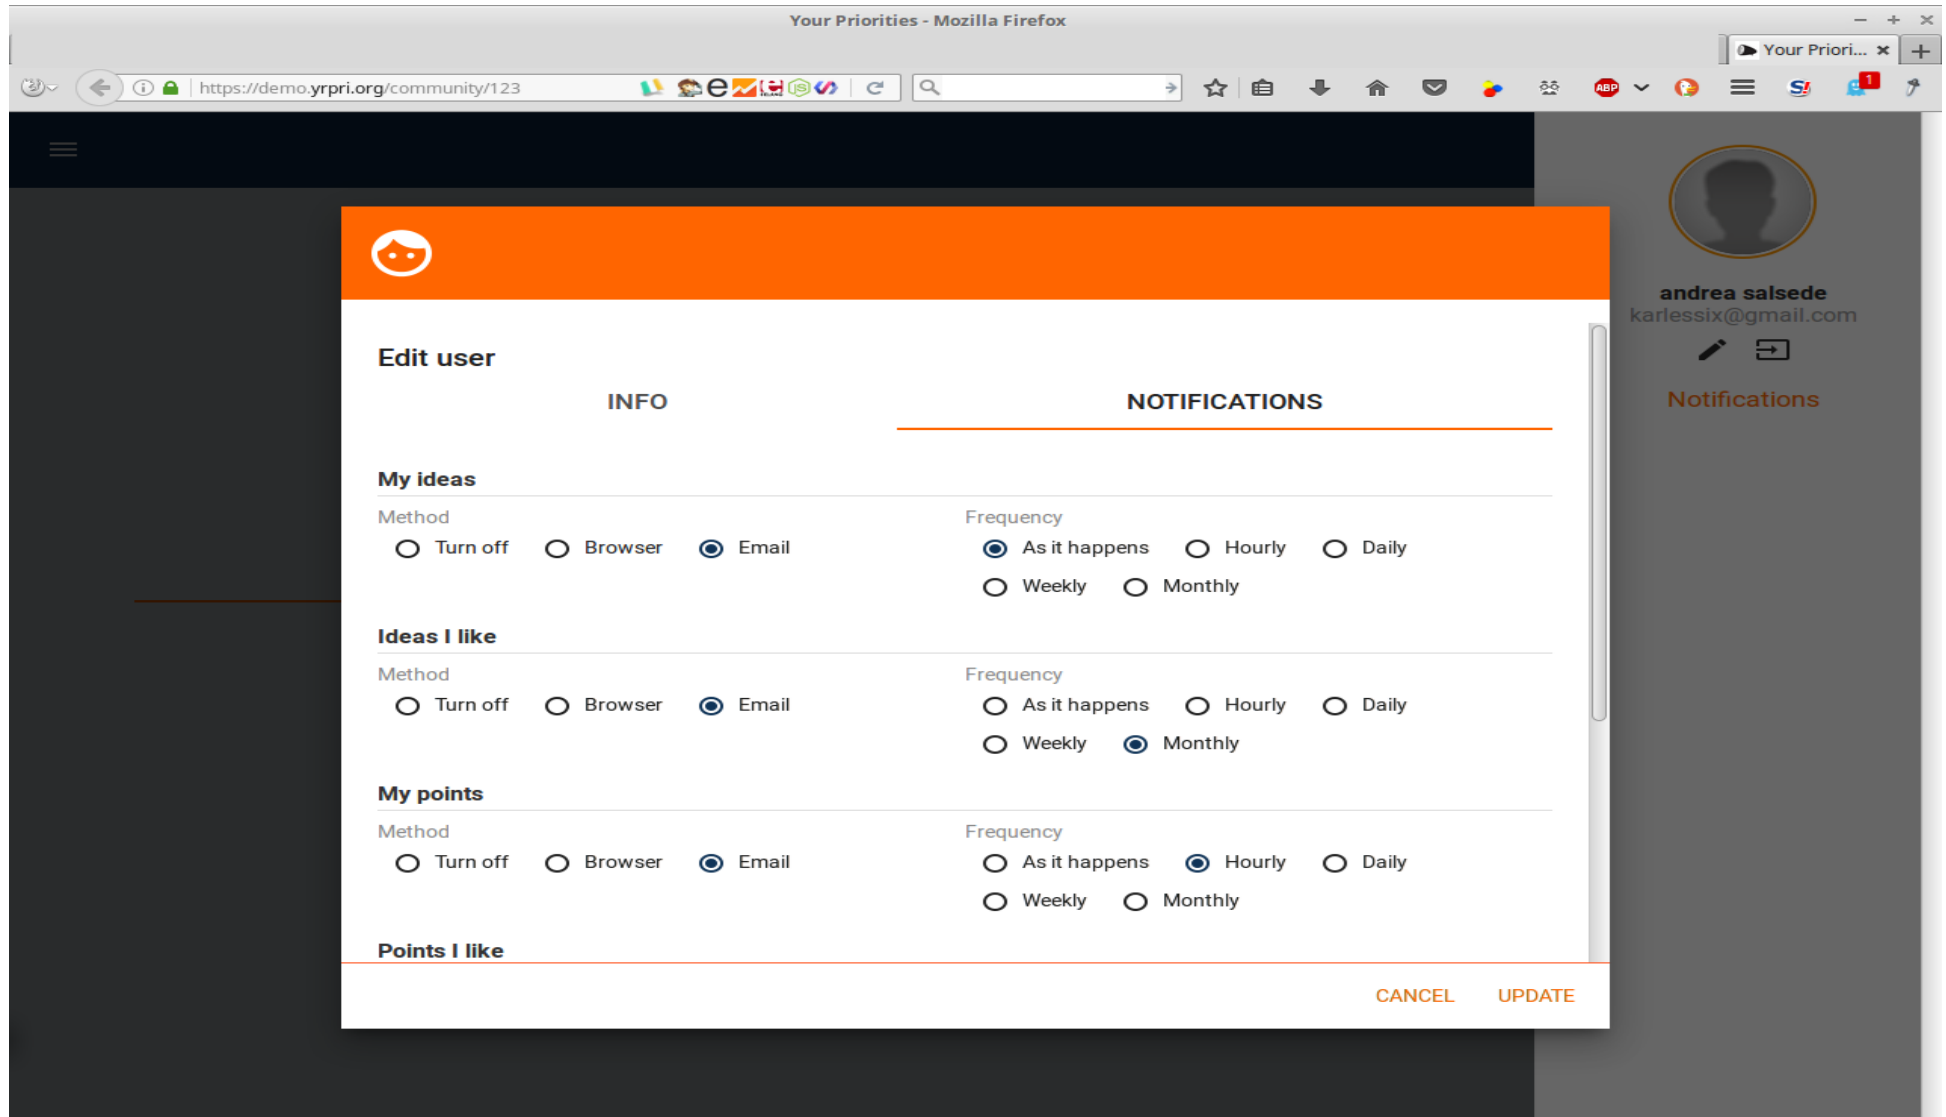 Your Priorities - Mozilla Firefox
Your Priori...
https://demo.yrpri.org/community/123
ABP
S!
1
andrea salsede
karlessix@gmail.com
Notifications
Edit user
INFO NOTIFICATIONS
My ideas
Method Frequency
Turn off Browser Email As it happens Hourly Daily
Weekly Monthly
Ideas I like
Method Frequency
Turn off Browser Email As it happens Hourly Daily
Weekly Monthly
My points
Method Frequency
Turn off Browser Email As it happens Hourly Daily
Weekly Monthly
Points I like
CANCEL UPDATE